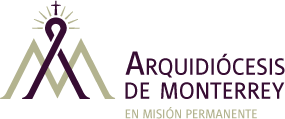 ARQUIDIÓCESIS
DE MONTERREY
EN MISIÓN PERMANENTE